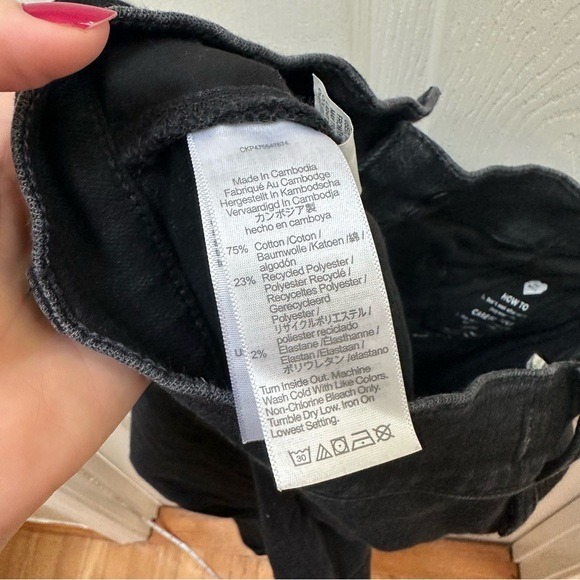 CKP475547674
Made In Cambodia
Fabriqué Au Cambodge
Hergestellt In Kambodscha
Vervaardigd In Cambodja
カンボジア製
hecho en camboya
75% Cotton /Coton /
Baumwolle /Katoen /綿 /
algodón
23% Recycled Polyester /
Polyester Recyclé /
Recyceltes Polyester /
Gerecycleerd
Polyester /
リサイクルポリエステル /
poliester reciclado
2% Elastane /Élasthanne /
Elastan /Elastaan /
ポリウレタン /elastano
Turn Inside Out. Machine
Wash Cold With Like Colors.
Non-Chlorine Bleach Only.
Tumble Dry Low. Iron On
Lowest Setting.
30
HOW TO